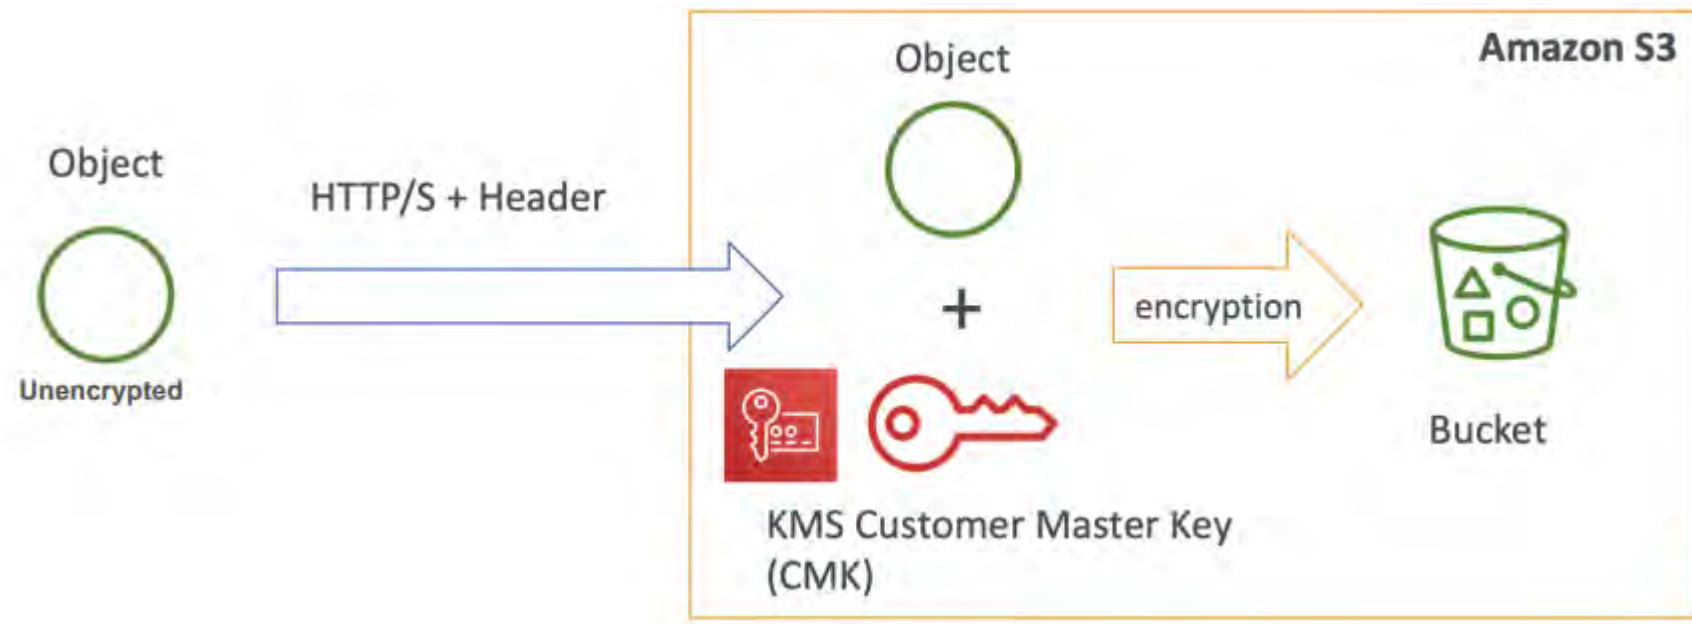 Amazon S3
Object
Object
HTTP/S + Header
Unencrypted
+
encryption
KMS Customer Master Key
(CMK)
Bucket